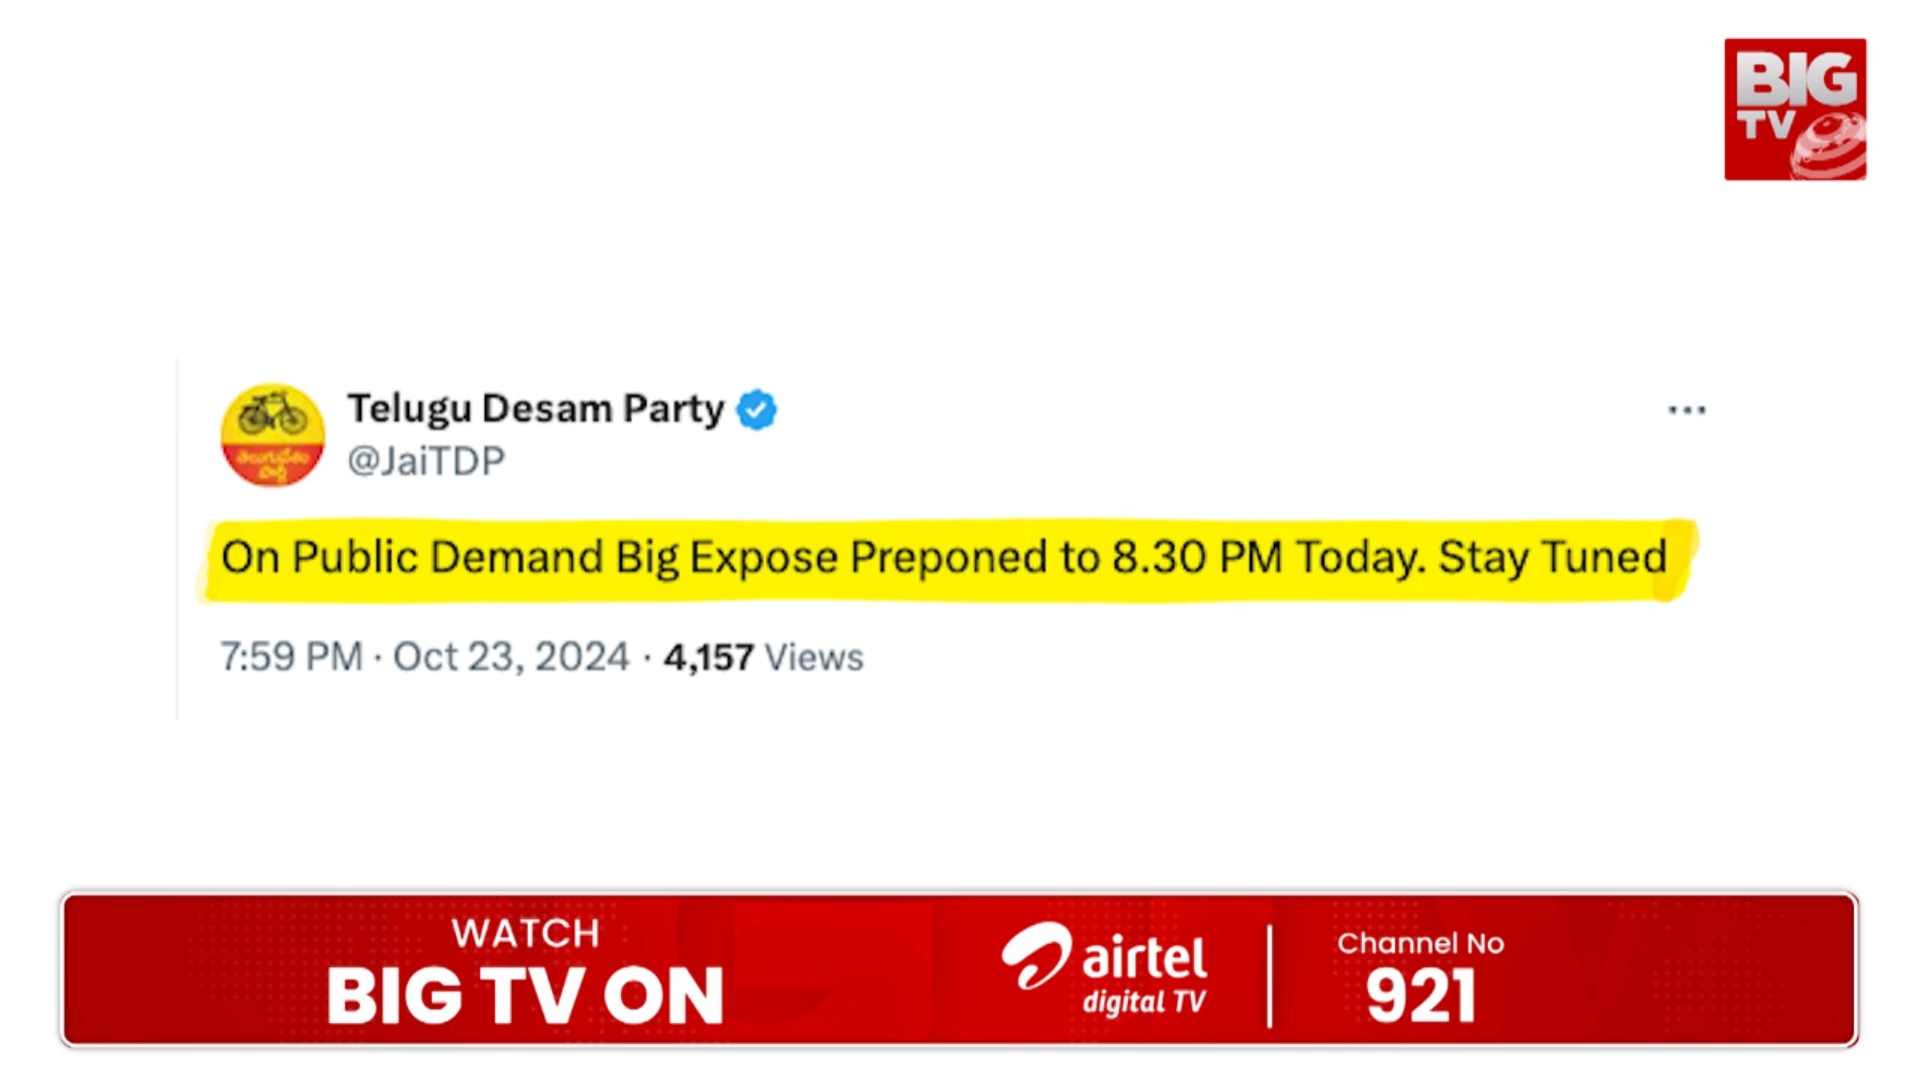 BIG
TV
Telugu Desam Party
@JaiTDP
తెలుగుదేశం
పార్టీ
On Public Demand Big Expose Preponed to 8.30 PM Today. Stay Tuned
7:59 PM · Oct 23, 2024 · 4,157 Views
WATCH
BIG TV ON
airtel
digital TV
Channel No
921